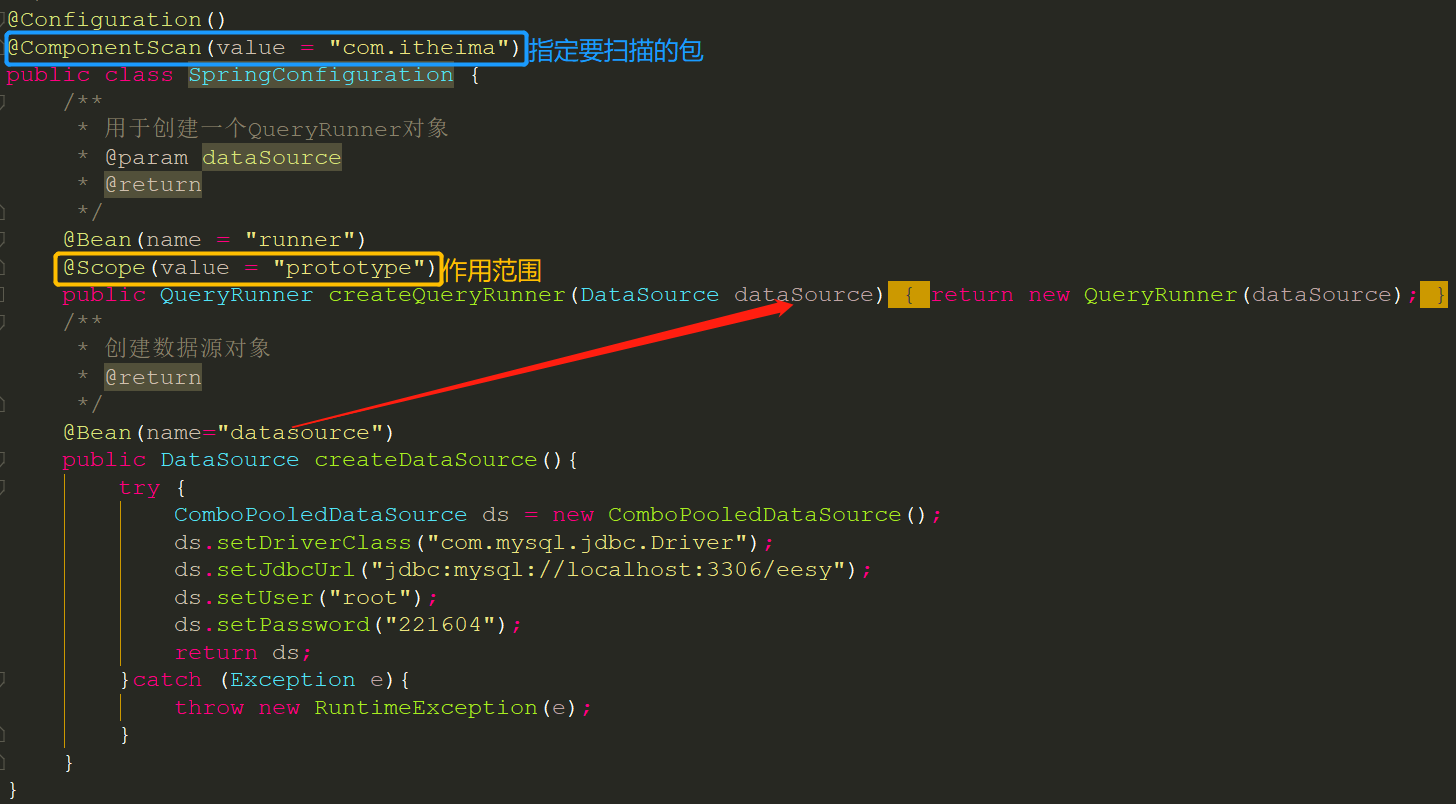 @Configuration()
@ComponentScan(value = "com.itheima") 指定要扫描的包
public class SpringConfiguration {
/**
* 用于创建一个QueryRunner对象
* @param dataSource
* @return
*/
@Bean(name = "runner")
@Scope(value = "prototype") 作用范围
public QueryRunner createQueryRunner(DataSource dataSource) { return new QueryRunner(dataSource); }
/**
* 创建数据源对象
* @return
*/
@Bean(name="datasource")
public DataSource createDataSource(){
try {
ComboPooledDataSource ds = new ComboPooledDataSource();
ds.setDriverClass("com.mysql.jdbc.Driver");
ds.setJdbcUrl("jdbc:mysql://localhost:3306/eesy");
ds.setUser("root");
ds.setPassword("221604");
return ds;
}catch (Exception e){
throw new RuntimeException(e);
}
}
}